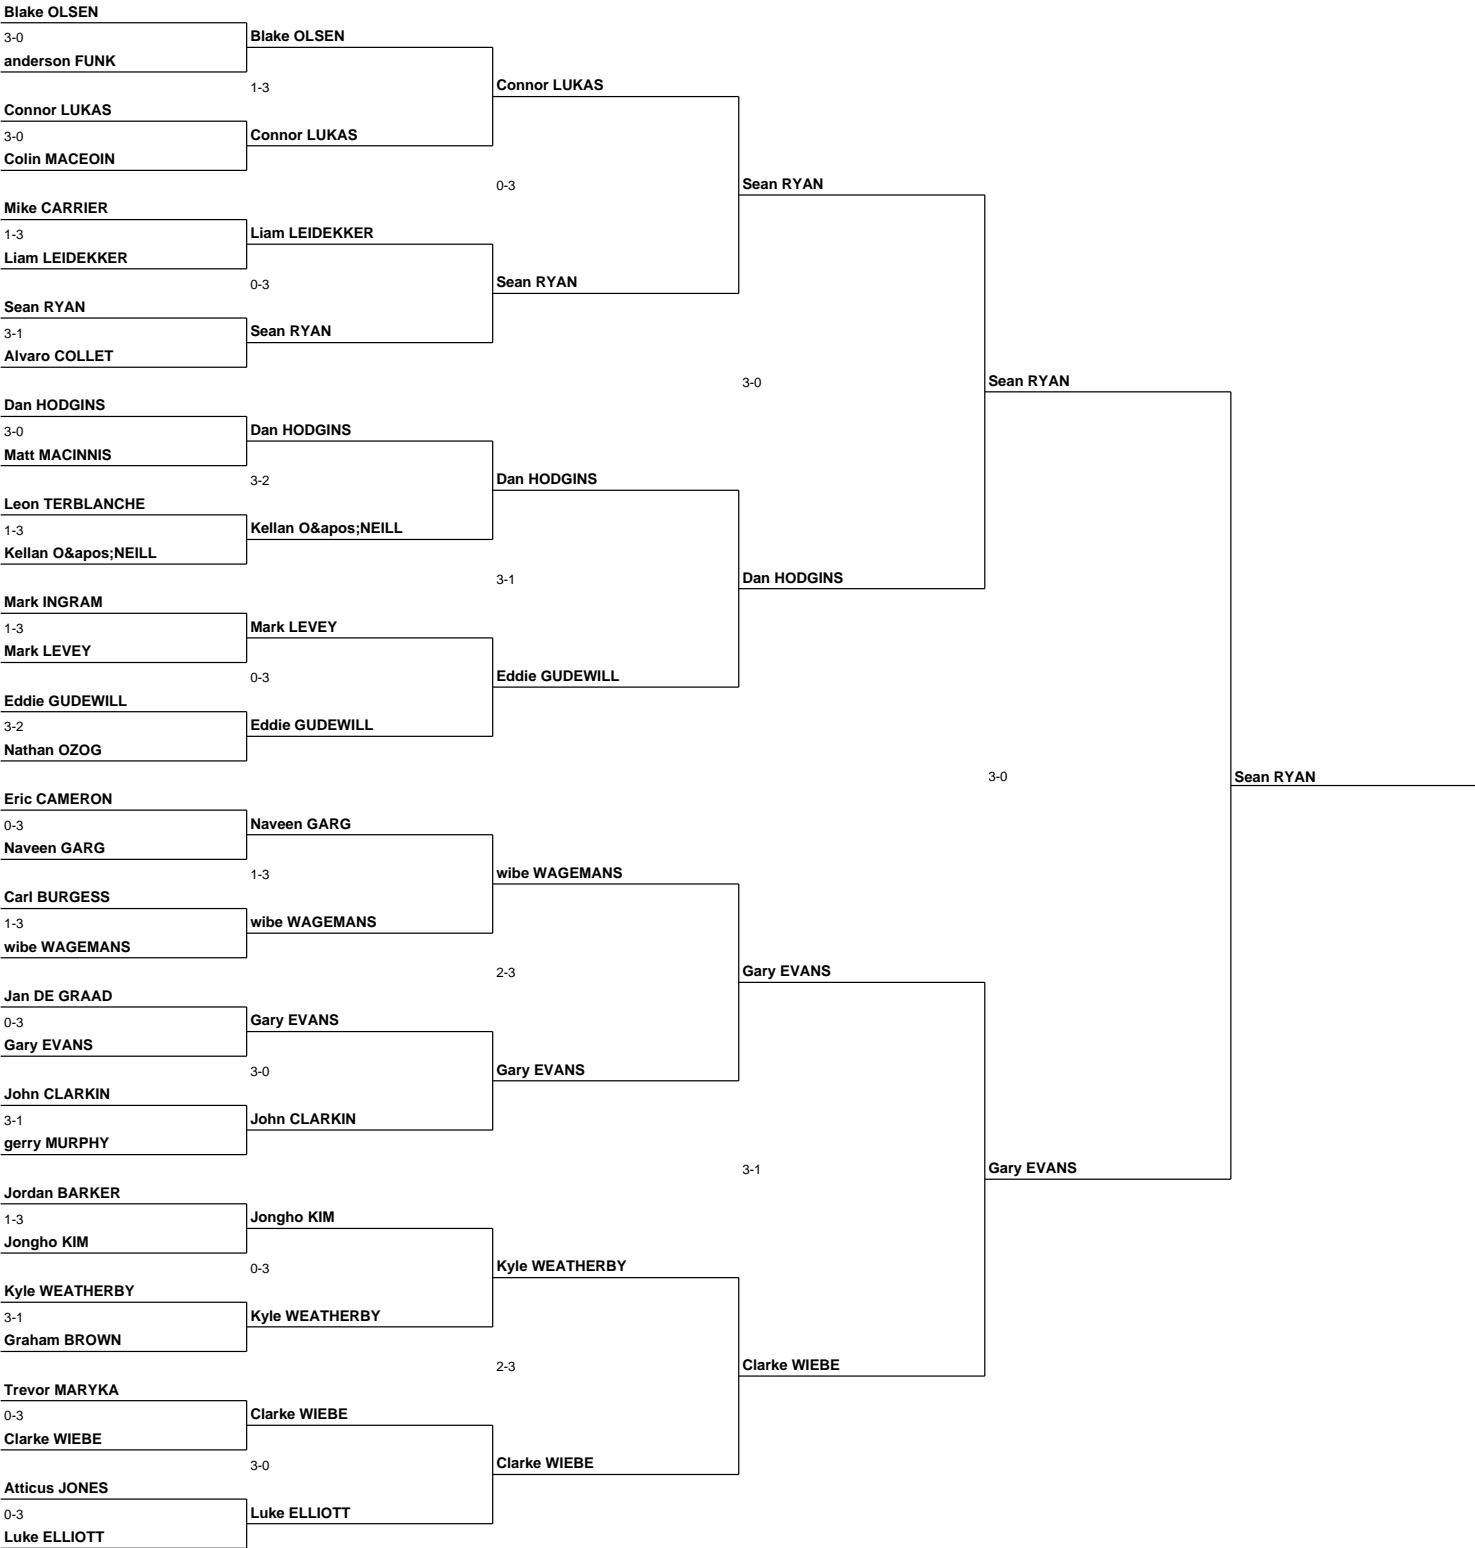 Blake OLSEN
3-0
Blake OLSEN
anderson FUNK
1-3
Connor LUKAS
Connor LUKAS
3-0
Connor LUKAS
Colin MACEOIN
0-3
Sean RYAN
Mike CARRIER
1-3
Liam LEIDEKKER
Liam LEIDEKKER
0-3
Sean RYAN
Sean RYAN
3-1
Sean RYAN
Alvaro COLLET
3-0
Sean RYAN
Dan HODGINS
3-0
Dan HODGINS
Matt MACINNIS
3-2
Dan HODGINS
Leon TERBLANCHE
1-3
Kellan O&apos;NEILL
Kellan O&apos;NEILL
3-1
Dan HODGINS
Mark INGRAM
1-3
Mark LEVEY
Mark LEVEY
0-3
Eddie GUDEWILL
Eddie GUDEWILL
3-2
Eddie GUDEWILL
Nathan OZOG
3-0
Sean RYAN
Eric CAMERON
0-3
Naveen GARG
Naveen GARG
1-3
wibe WAGEMANS
Carl BURGESS
1-3
wibe WAGEMANS
wibe WAGEMANS
2-3
Gary EVANS
Jan DE GRAAD
0-3
Gary EVANS
Gary EVANS
3-0
Gary EVANS
John CLARKIN
3-1
John CLARKIN
gerry MURPHY
3-1
Gary EVANS
Jordan BARKER
1-3
Jongho KIM
Jongho KIM
0-3
Kyle WEATHERBY
Kyle WEATHERBY
3-1
Kyle WEATHERBY
Graham BROWN
2-3
Clarke WIEBE
Trevor MARYKA
0-3
Clarke WIEBE
Clarke WIEBE
3-0
Clarke WIEBE
Atticus JONES
0-3
Luke ELLIOTT
Luke ELLIOTT